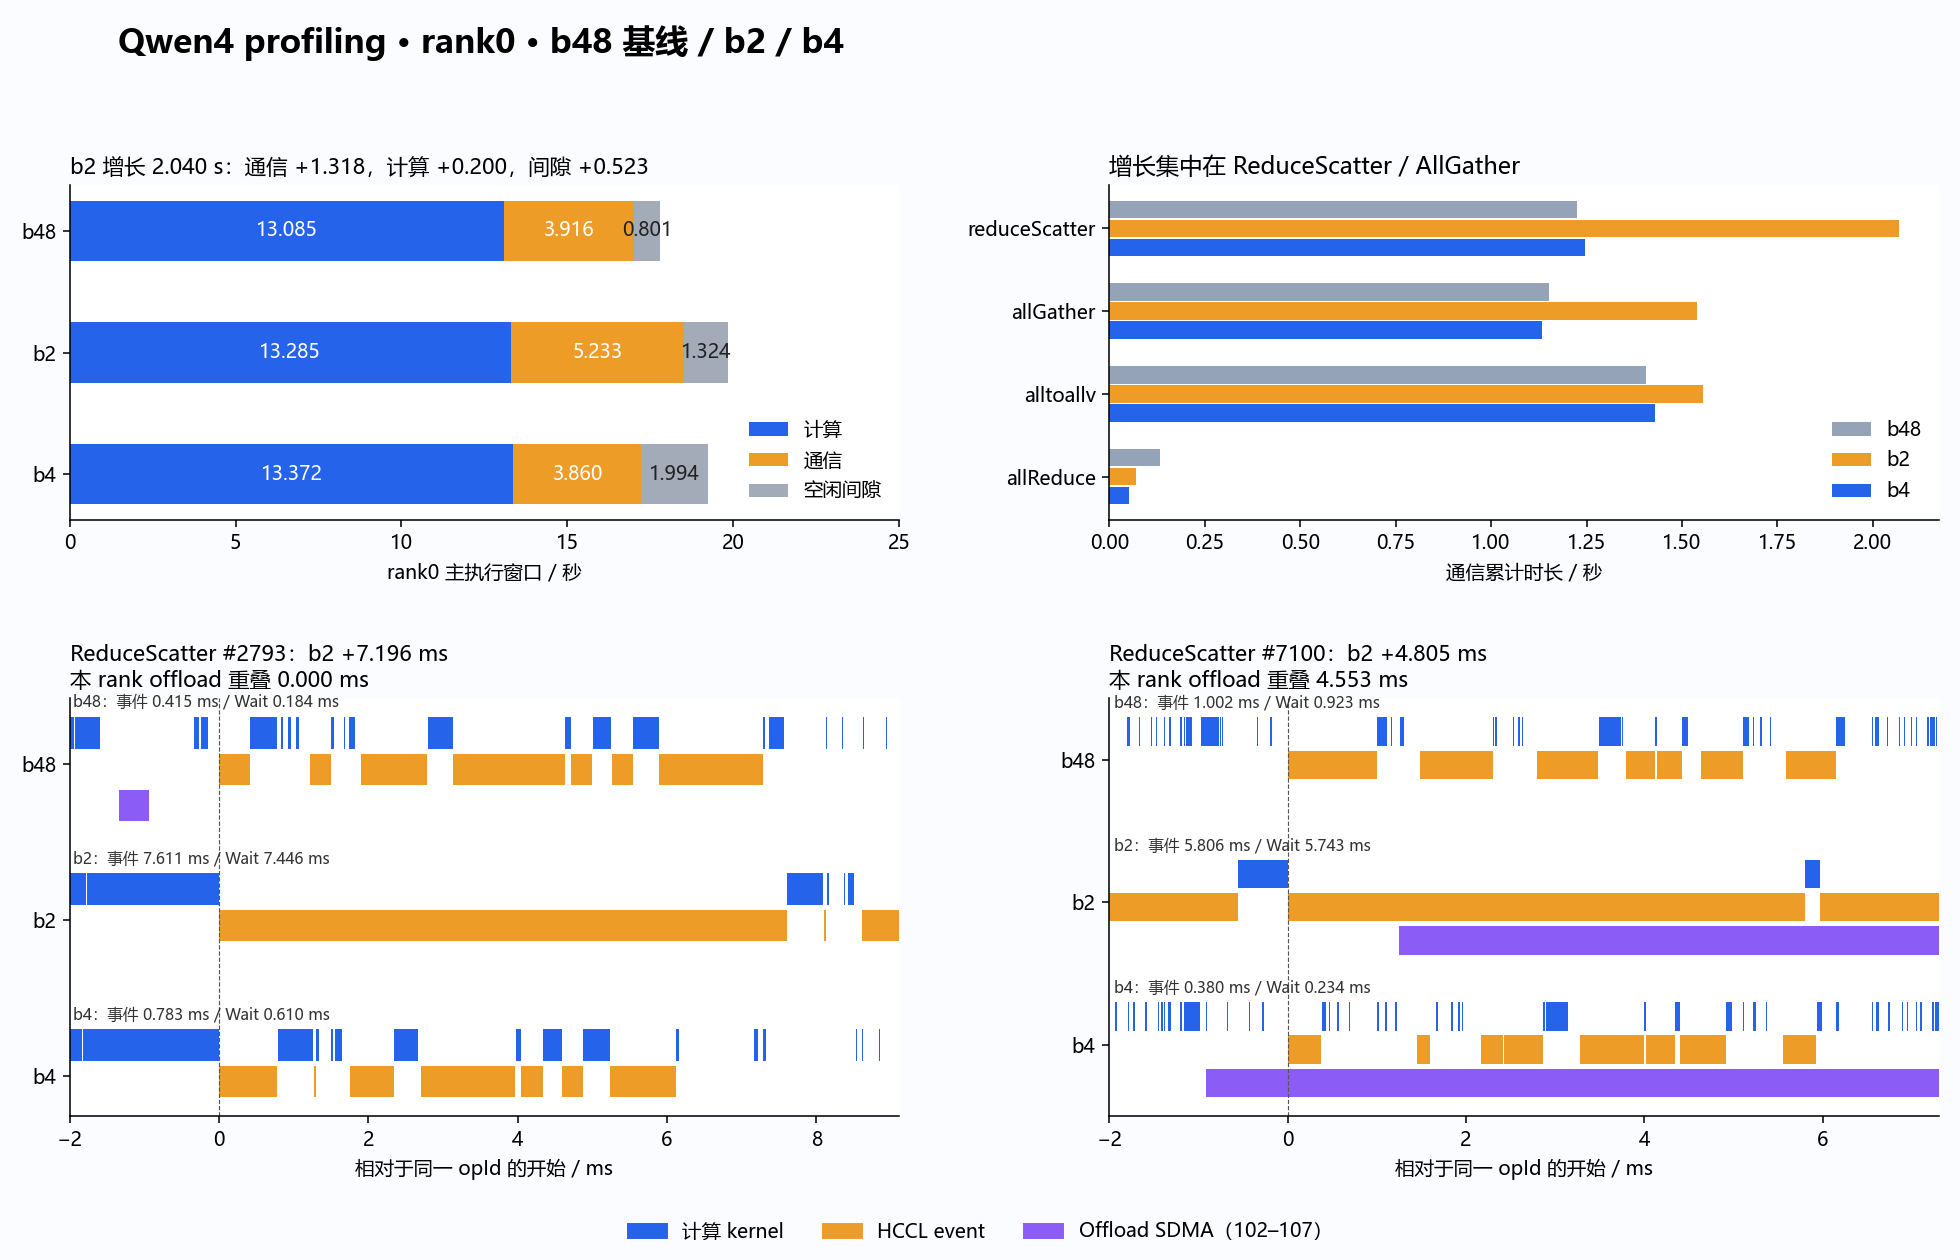 Qwen4 profiling • rank0 • b48 基线 / b2 / b4
b2 增长 2.040 s：通信 +1.318，计算 +0.200，间隙 +0.523
b48
13.085
3.916
0.801
b2
13.285
5.233
1.324
b4
13.372
3.860
1.994
计算
通信
空闲间隙
0 5 10 15 20 25
rank0 主执行窗口 / 秒
增长集中在 ReduceScatter / AllGather
reduceScatter
allGather
alltoallv
allReduce
b48
b2
b4
0.00 0.25 0.50 0.75 1.00 1.25 1.50 1.75 2.00
通信累计时长 / 秒
ReduceScatter #2793：b2 +7.196 ms
本 rank offload 重叠 0.000 ms
b48：事件 0.415 ms / Wait 0.184 ms
b48
b2：事件 7.611 ms / Wait 7.446 ms
b2
b4：事件 0.783 ms / Wait 0.610 ms
b4
−2 0 2 4 6 8
相对于同一 opId 的开始 / ms
ReduceScatter #7100：b2 +4.805 ms
本 rank offload 重叠 4.553 ms
b48：事件 1.002 ms / Wait 0.923 ms
b48
b2：事件 5.806 ms / Wait 5.743 ms
b2
b4：事件 0.380 ms / Wait 0.234 ms
b4
−2 0 2 4 6
相对于同一 opId 的开始 / ms
计算 kernel
HCCL event
Offload SDMA（102–107）